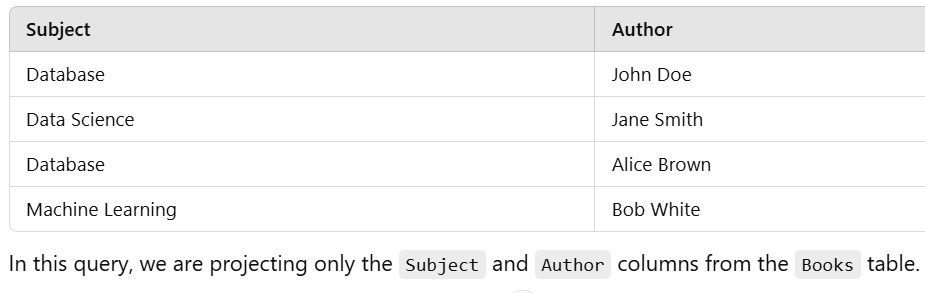 Subject Author
Database John Doe
Data Science Jane Smith
Database Alice Brown
Machine Learning Bob White
In this query, we are projecting only the Subject and Author columns from the Books table.